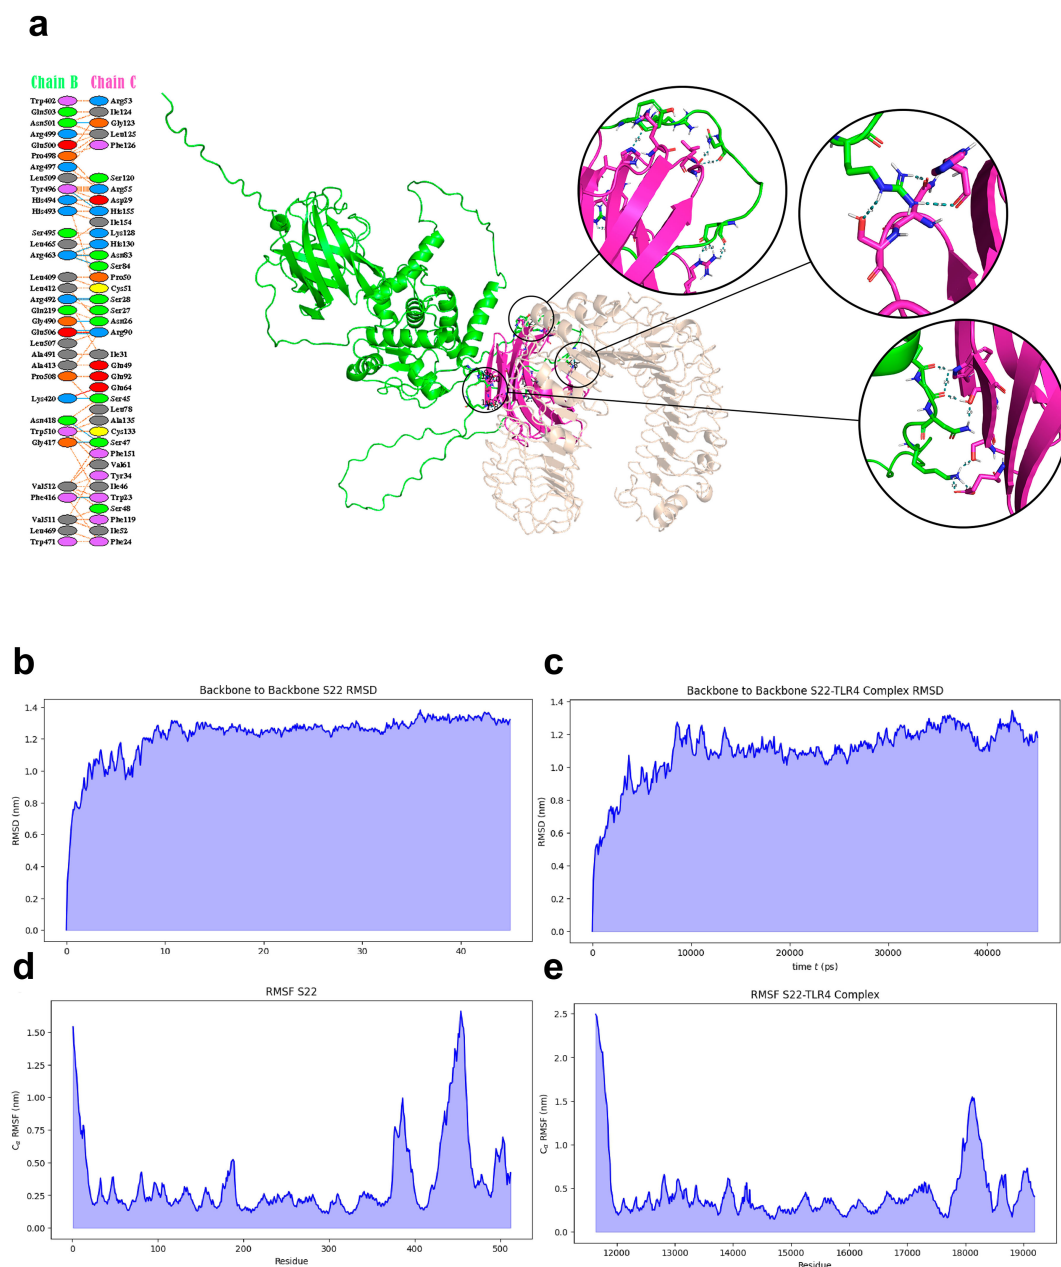 a
Chain B Chain C
Trp402 Arg53
Gln503 Ile124
Asn501 Gly123
Arg499 Leu125
Glu500 Phe126
Pro498
Arg497
Leu509 Ser120
Tyr496 Arg55
His494 Asp29
His493 His155
Ile154
Ser495 Lys128
Leu465 His130
Arg463 Asn83
Ser84
Leu409 Pro50
Leu412 Cys51
Arg492 Ser28
Gln219 Ser27
Gly490 Asn26
Glu506 Arg90
Leu507
Ala491 Ile31
Ala413 Glu49
Pro508 Glu92
Glu64
Lys420 Ser45
Leu78
Asn418 Ala135
Trp510 Cys133
Gly417 Ser47
Phe151
Val61
Tyr34
Val512 Ile46
Phe416 Trp23
Ser48
Val511 Phe119
Leu469 Ile52
Trp471 Phe24
b
Backbone to Backbone S22 RMSD
RMSD (nm)
1.4
1.2
1.0
0.8
0.6
0.4
0.2
0.0
0 10 20 30 40
c
Backbone to Backbone S22-TLR4 Complex RMSD
RMSD (nm)
1.4
1.2
1.0
0.8
0.6
0.4
0.2
0.0
0 10000 20000 30000 40000
time t (ps)
d
RMSF S22
Cα RMSF (nm)
1.50
1.25
1.00
0.75
0.50
0.25
0.00
0 100 200 300 400 500
Residue
e
RMSF S22-TLR4 Complex
Cα RMSF (nm)
2.5
2.0
1.5
1.0
0.5
0.0
12000 13000 14000 15000 16000 17000 18000 19000
Residue